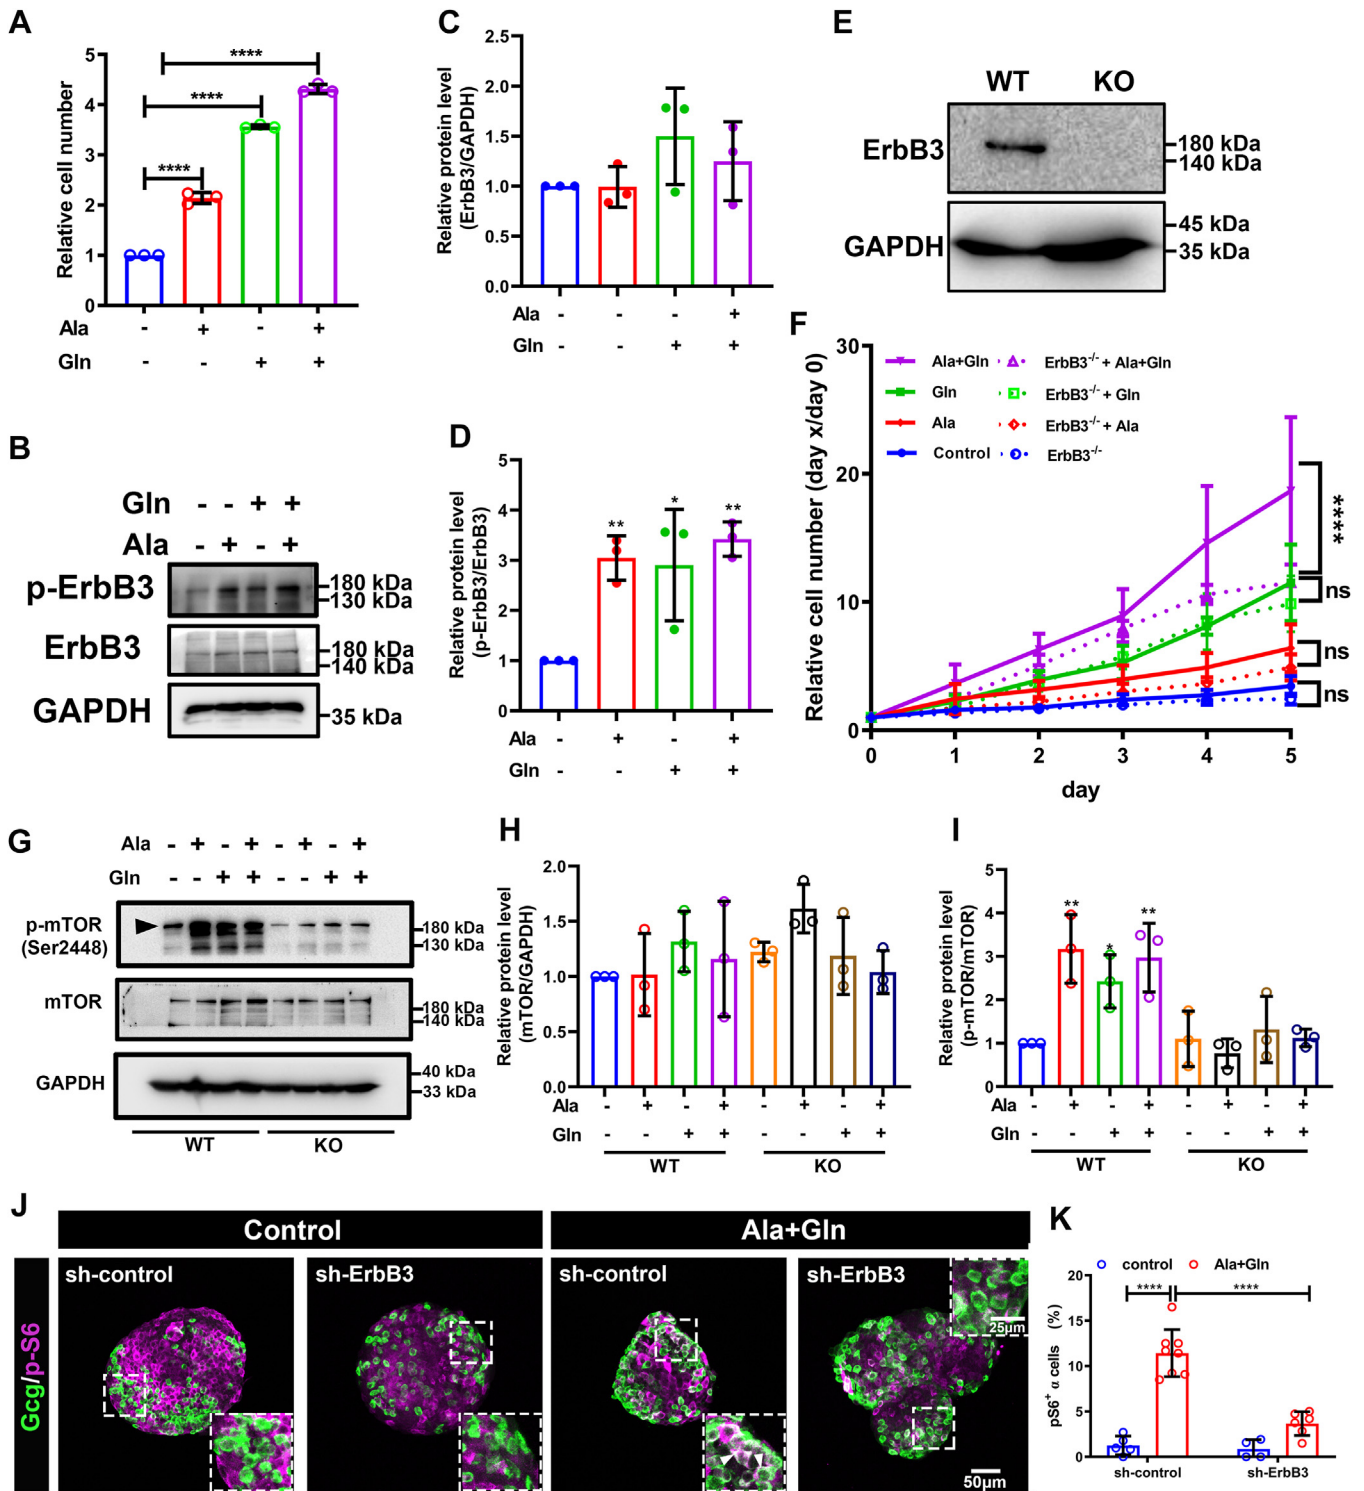 A
Relative cell number
5
4
3
2
1
0
****
****
****
Ala - + - +
Gln - - + +
B
Gln - - + +
Ala - + - +
p-ErbB3
180 kDa
130 kDa
ErbB3
180 kDa
140 kDa
GAPDH
35 kDa
C
Relative protein level
(ErbB3/GAPDH)
2.5
2.0
1.5
1.0
0.5
0.0
Ala - - - +
Gln - - + +
D
Relative protein level
(p-ErbB3/ErbB3)
5
4
3
2
1
0
** * **
Ala - + - +
Gln - - + +
E
WT KO
ErbB3
180 kDa
140 kDa
GAPDH
45 kDa
35 kDa
F
Relative cell number (day x/day 0)
30
20
10
0
Ala+Gln ErbB3-/- + Ala+Gln
Gln ErbB3-/- + Gln
Ala ErbB3-/- + Ala
Control ErbB3-/-
****
ns
ns
ns
0 1 2 3 4 5
day
G
Ala - + - + - + - +
Gln - - + + - - + +
p-mTOR
(Ser2448)
180 kDa
130 kDa
mTOR
180 kDa
140 kDa
GAPDH
40 kDa
33 kDa
WT KO
H
Relative protein level
(mTOR/GAPDH)
2.0
1.5
1.0
0.5
0.0
Ala - + - + - + - +
Gln - - + + - - + +
WT KO
I
Relative protein level
(p-mTOR/mTOR)
5
4
3
2
1
0
** * **
Ala - + - + - + - +
Gln - - + + - - + +
WT KO
J
Control Ala+Gln
Gcg/p-S6
sh-control sh-ErbB3 sh-control sh-ErbB3
25µm
50µm
K
control Ala+Gln
pS6+ α cells (%)
20
15
10
5
0
**** ****
sh-control sh-ErbB3